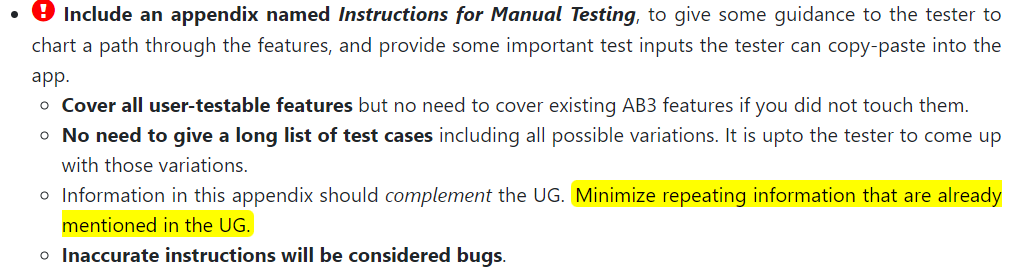 • ! Include an appendix named Instructions for Manual Testing, to give some guidance to the tester to
chart a path through the features, and provide some important test inputs the tester can copy-paste into the
app.
◦ Cover all user-testable features but no need to cover existing AB3 features if you did not touch them.
◦ No need to give a long list of test cases including all possible variations. It is upto the tester to come up
with those variations.
◦ Information in this appendix should complement the UG. Minimize repeating information that are already
mentioned in the UG.
◦ Inaccurate instructions will be considered bugs.